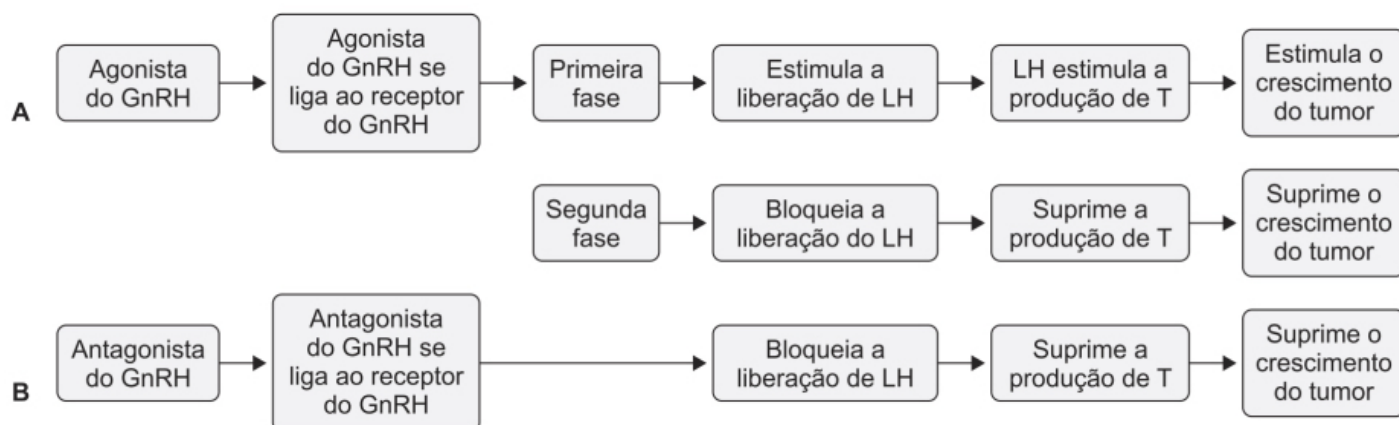 A
Agonista
do GnRH
Agonista
do GnRH se
liga ao receptor
do GnRH
Primeira
fase
Estimula a
liberação de LH
LH estimula a
produção de T
Estimula o
crescimento
do tumor
Segunda
fase
Bloqueia a
liberação do LH
Suprime a
produção de T
Suprime o
crescimento
do tumor
B
Antagonista
do GnRH
Antagonista
do GnRH se
liga ao receptor
do GnRH
Bloqueia a
liberação de LH
Suprime a
produção de T
Suprime o
crescimento
do tumor